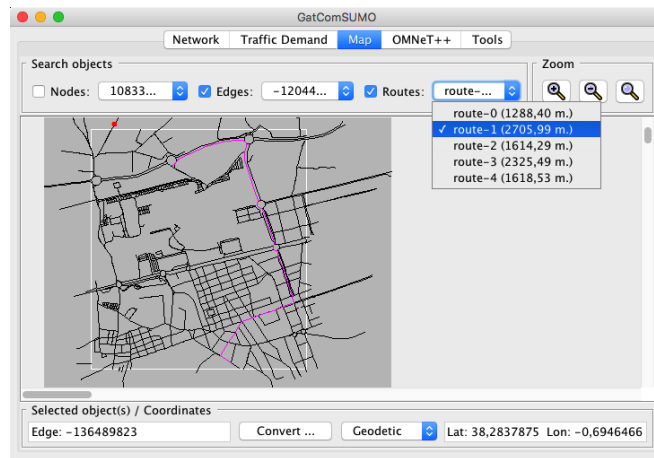 GatComSUMO
Network Traffic Demand Map OMNeT++ Tools
Search objects
Zoom
Nodes: 10833... Edges: -12044... Routes: route-...
route-0 (1288,40 m.)
✓ route-1 (2705,99 m.)
route-2 (1614,29 m.)
route-3 (2325,49 m.)
route-4 (1618,53 m.)
Selected object(s) / Coordinates
Edge: -136489823 Convert ... Geodetic Lat: 38,2837875 Lon: -0,6946466